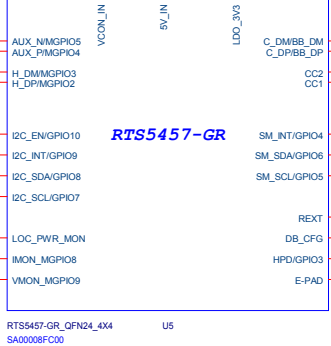 VCON_IN 5V_IN LDO_3V3
AUX_N/MGPIO5 C_DM/BB_DM
AUX_P/MGPIO4 C_DP/BB_DP
H_DM/MGPIO3 CC2
H_DP/MGPIO2 CC1
I2C_EN/GPIO10 RTS5457-GR SM_INT/GPIO4
I2C_INT/GPIO9 SM_SDA/GPIO6
I2C_SDA/GPIO8 SM_SCL/GPIO5
I2C_SCL/GPIO7
REXT
LOC_PWR_MON DB_CFG
IMON_MGPIO8 HPD/GPIO3
VMON_MGPIO9 E-PAD
RTS5457-GR_QFN24_4X4 U5
SA00008FC00